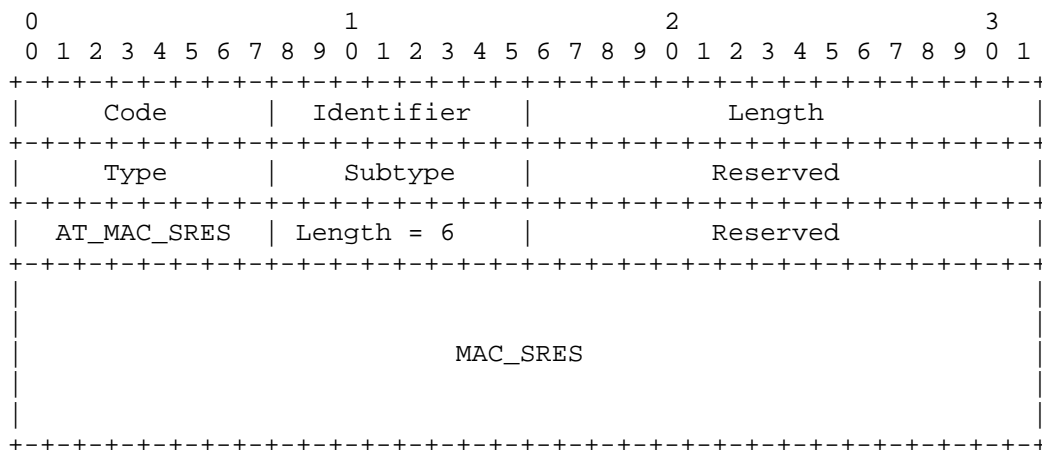 0                   1                   2                   3
 0 1 2 3 4 5 6 7 8 9 0 1 2 3 4 5 6 7 8 9 0 1 2 3 4 5 6 7 8 9 0 1
+-+-+-+-+-+-+-+-+-+-+-+-+-+-+-+-+-+-+-+-+-+-+-+-+-+-+-+-+-+-+-+-+
|     Code      |  Identifier   |            Length             |
+-+-+-+-+-+-+-+-+-+-+-+-+-+-+-+-+-+-+-+-+-+-+-+-+-+-+-+-+-+-+-+-+
|     Type      |    Subtype    |           Reserved            |
+-+-+-+-+-+-+-+-+-+-+-+-+-+-+-+-+-+-+-+-+-+-+-+-+-+-+-+-+-+-+-+-+
|  AT_MAC_SRES  | Length = 6    |           Reserved            |
+-+-+-+-+-+-+-+-+-+-+-+-+-+-+-+-+-+-+-+-+-+-+-+-+-+-+-+-+-+-+-+-+
|                                                               |
|                                                               |
|                           MAC_SRES                            |
|                                                               |
|                                                               |
+-+-+-+-+-+-+-+-+-+-+-+-+-+-+-+-+-+-+-+-+-+-+-+-+-+-+-+-+-+-+-+-+